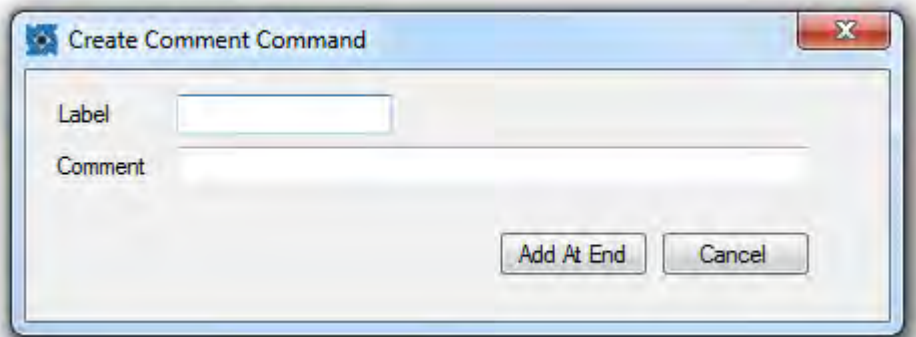 Create Comment Command
Label
Comment
Add At End Cancel